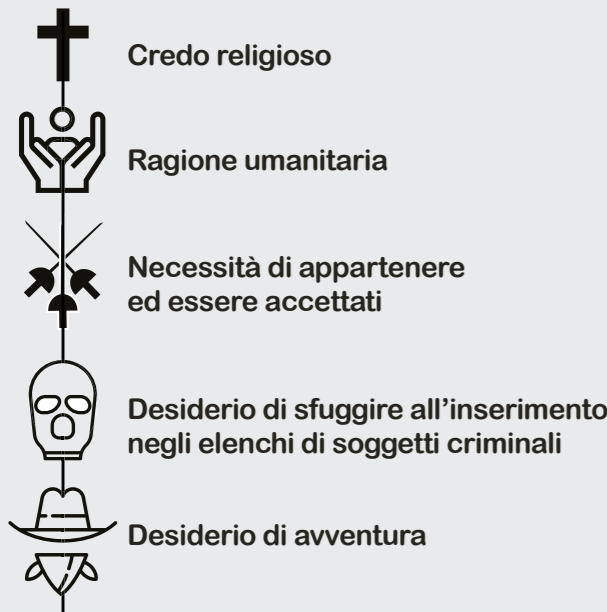 Credo religioso
Ragione umanitaria
Necessità di appartenere
ed essere accettati
Desiderio di sfuggire all’inserimento
negli elenchi di soggetti criminali
Desiderio di avventura